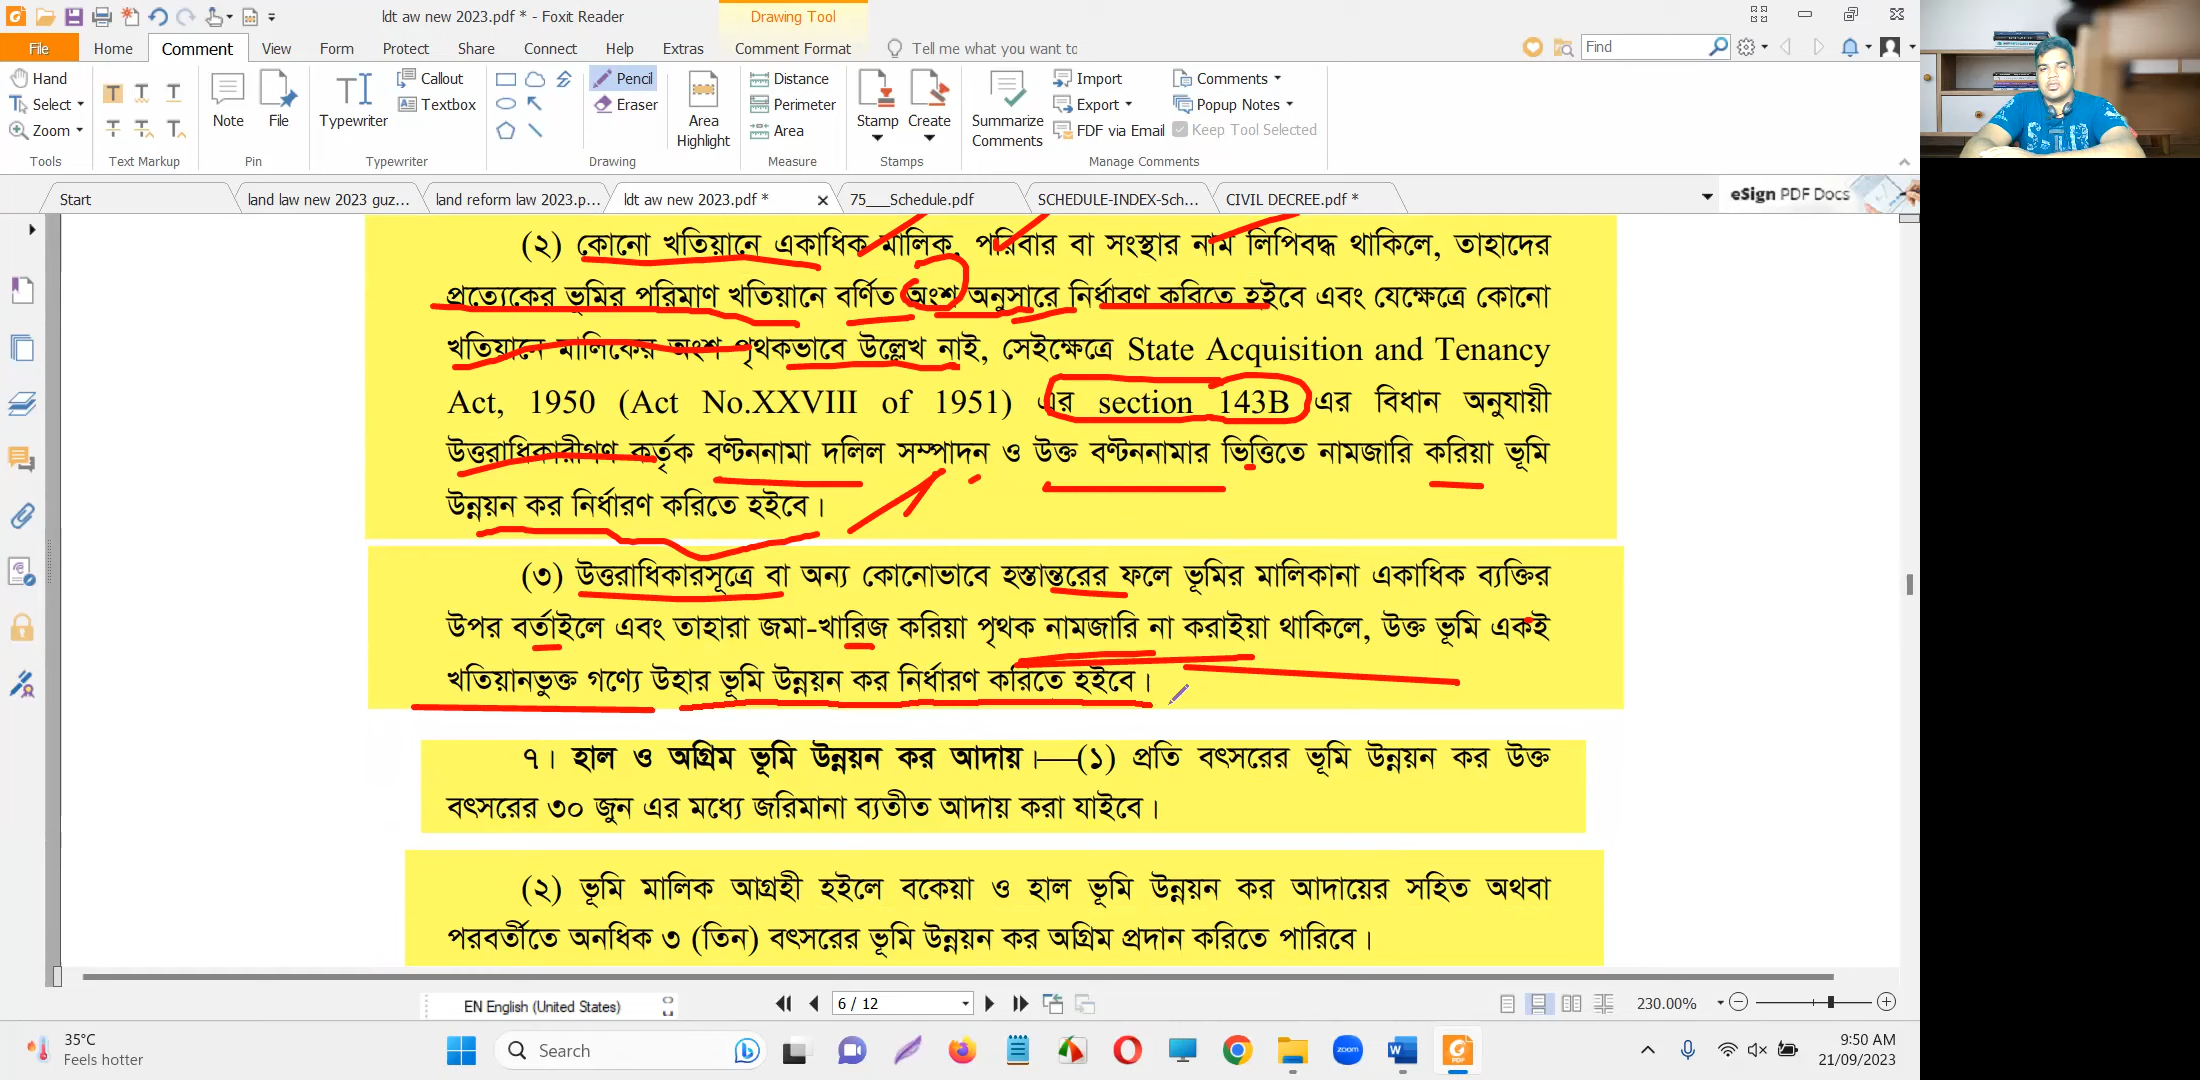 ldt aw new 2023.pdf * - Foxit Reader
Drawing Tool
File Home Comment View Form Protect Share Connect Help Extras Comment Format Tell me what you want to Find
Hand
Select
Zoom
Tools
Text Markup
Note
File
Pin
Typewriter
Callout
Textbox
Typewriter
Pencil
Eraser
Drawing
Area
Highlight
Distance
Perimeter
Area
Measure
Stamp
Create
Stamps
Summarize
Comments
Import
Export
FDF via Email
Comments
Popup Notes
Keep Tool Selected
Manage Comments
Start
land law new 2023 guz...
land reform law 2023.p...
ldt aw new 2023.pdf *
75___Schedule.pdf
SCHEDULE-INDEX-Sch...
CIVIL DECREE.pdf *
eSign PDF Docs
(২) কোনো খতিয়ানে একাধিক মালিক, পরিবার বা সংস্থার নাম লিপিবদ্ধ থাকিলে, তাহাদের
প্রত্যেকের ভূমির পরিমাণ খতিয়ানে বর্ণিত অংশ অনুসারে নির্ধারণ করিতে হইবে এবং যেক্ষেত্রে কোনো
খতিয়ানে মালিকের অংশ পৃথকভাবে উল্লেখ নাই, সেইক্ষেত্রে State Acquisition and Tenancy
Act, 1950 (Act No.XXVIII of 1951) এর section 143B এর বিধান অনুযায়ী
উত্তরাধিকারীগণ কর্তৃক বণ্টননামা দলিল সম্পাদন ও উক্ত বণ্টননামার ভিত্তিতে নামজারি করিয়া ভূমি
উন্নয়ন কর নির্ধারণ করিতে হইবে।
(৩) উত্তরাধিকারসূত্রে বা অন্য কোনোভাবে হস্তান্তরের ফলে ভূমির মালিকানা একাধিক ব্যক্তির
উপর বর্তাইলে এবং তাহারা জমা-খারিজ করিয়া পৃথক নামজারি না করাইয়া থাকিলে, উক্ত ভূমি একই
খতিয়ানভুক্ত গণ্যে উহার ভূমি উন্নয়ন কর নির্ধারণ করিতে হইবে।
৭। হাল ও অগ্রিম ভূমি উন্নয়ন কর আদায়।—(১) প্রতি বৎসরের ভূমি উন্নয়ন কর উক্ত
বৎসরের ৩০ জুন এর মধ্যে জরিমানা ব্যতীত আদায় করা যাইবে।
(২) ভূমি মালিক আগ্রহী হইলে বকেয়া ও হাল ভূমি উন্নয়ন কর আদায়ের সহিত অথবা
পরবর্তীতে অনধিক ৩ (তিন) বৎসরের ভূমি উন্নয়ন কর অগ্রিম প্রদান করিতে পারিবে।
EN English (United States)
6 / 12
230.00%
35°C
Feels hotter
Search
zoom
9:50 AM
21/09/2023